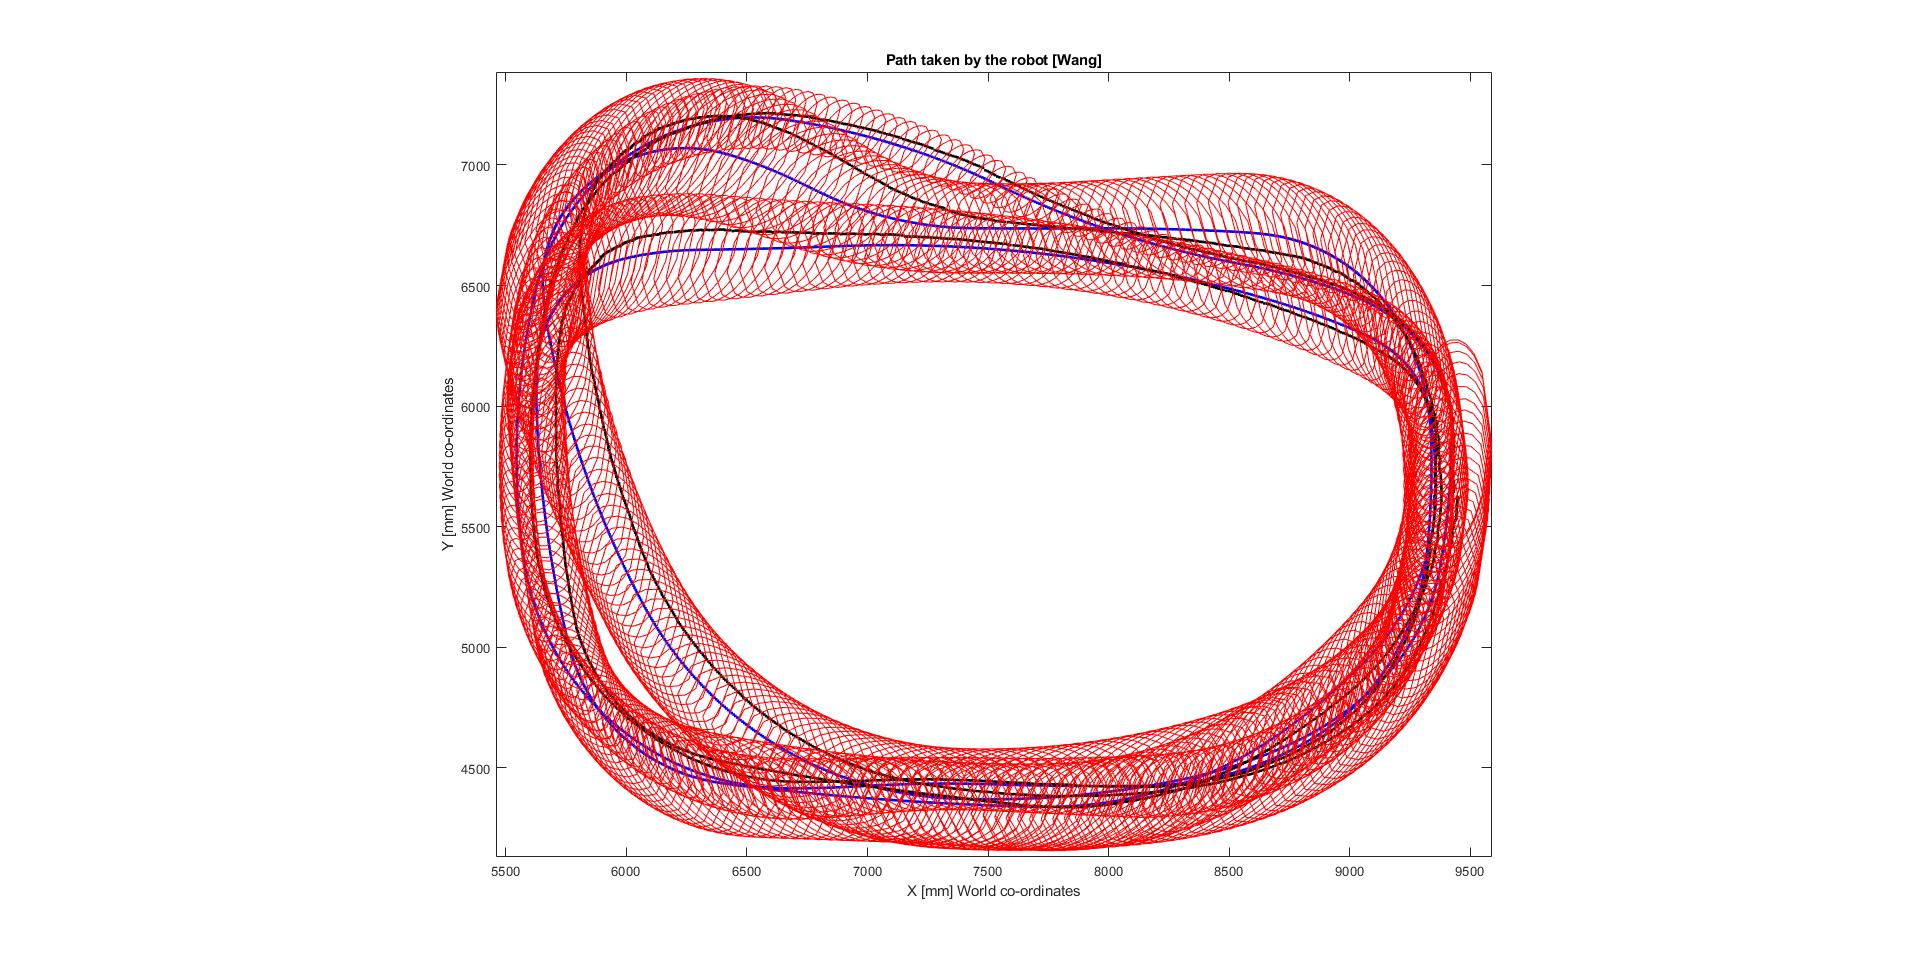 Path taken by the robot [Wang]
7000
6500
6000
5500
5000
4500
Y [mm] World co-ordinates
5500 6000 6500 7000 7500 8000 8500 9000 9500
X [mm] World co-ordinates